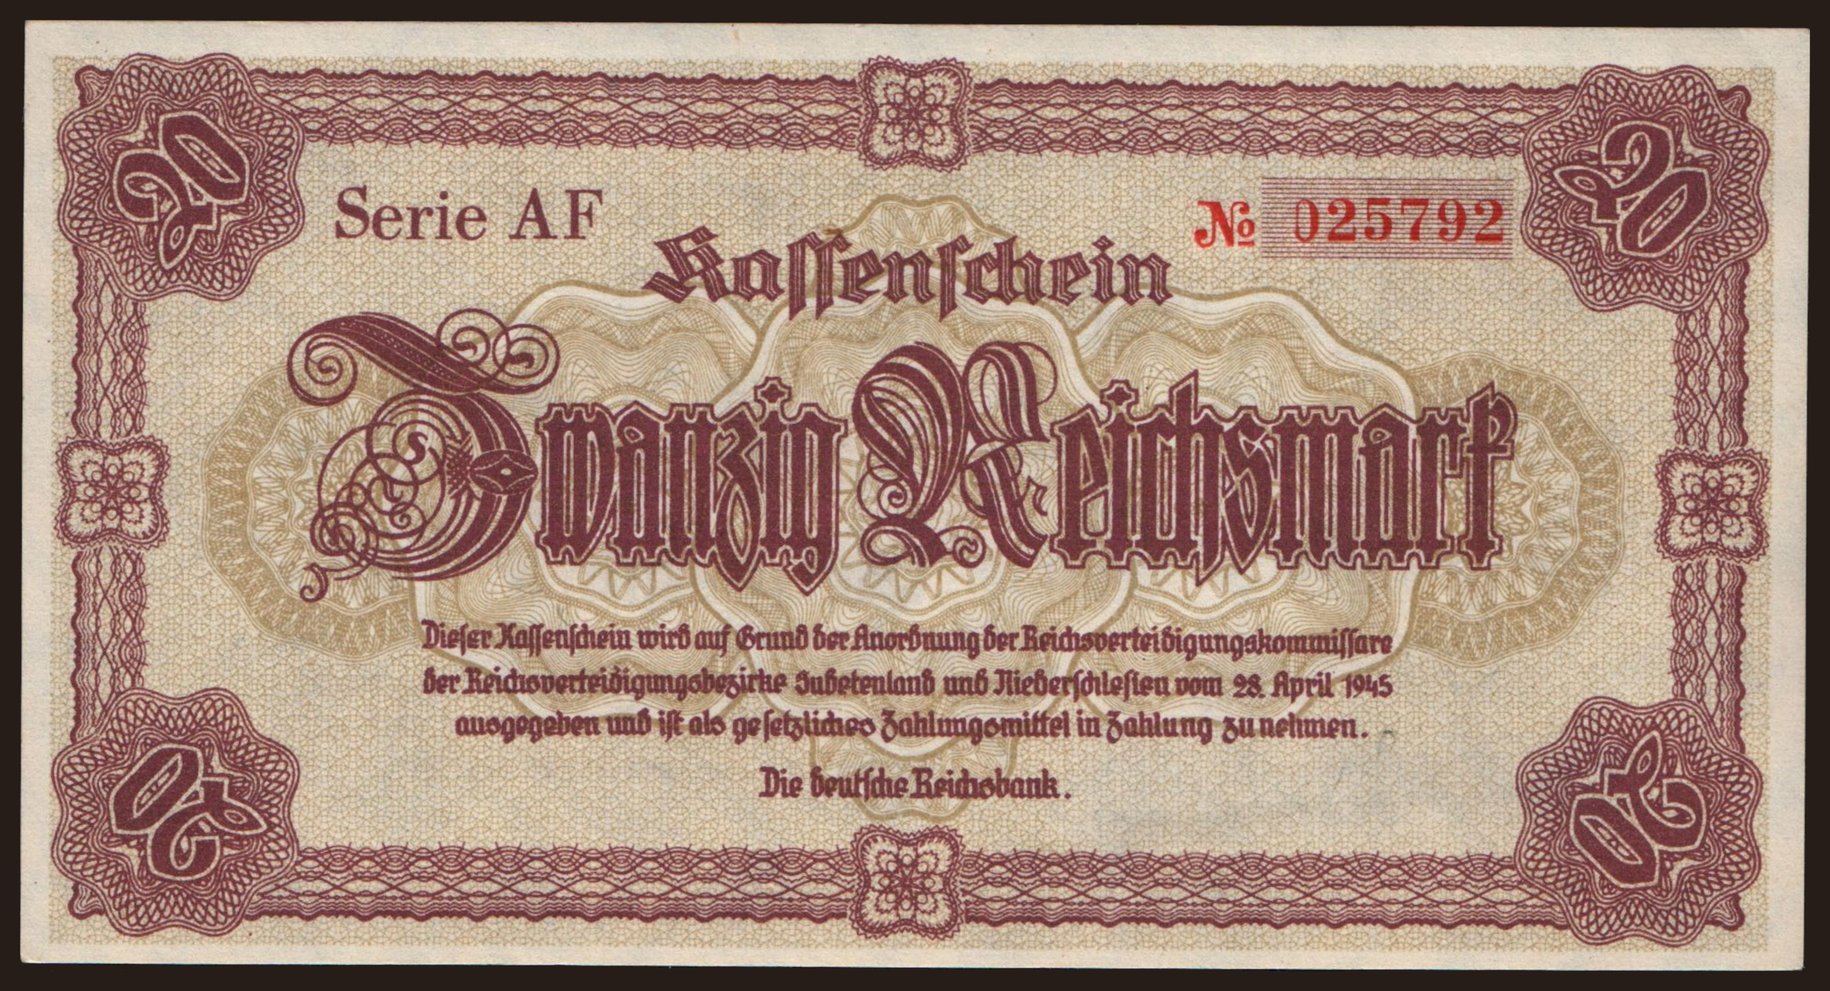 20
20
Serie AF
№ 025792
Kassenschein
Zwanzig Reichsmark
Dieser Kassenschein wird auf Grund der Anordnung der Reichsverteidigungskommissare
der Reichsverteidigungsbezirke Sudetenland und Niederschlesien vom 28. April 1945
ausgegeben und ist als gesetzliches Zahlungsmittel in Zahlung zu nehmen.
Die deutsche Reichsbank.
20
20